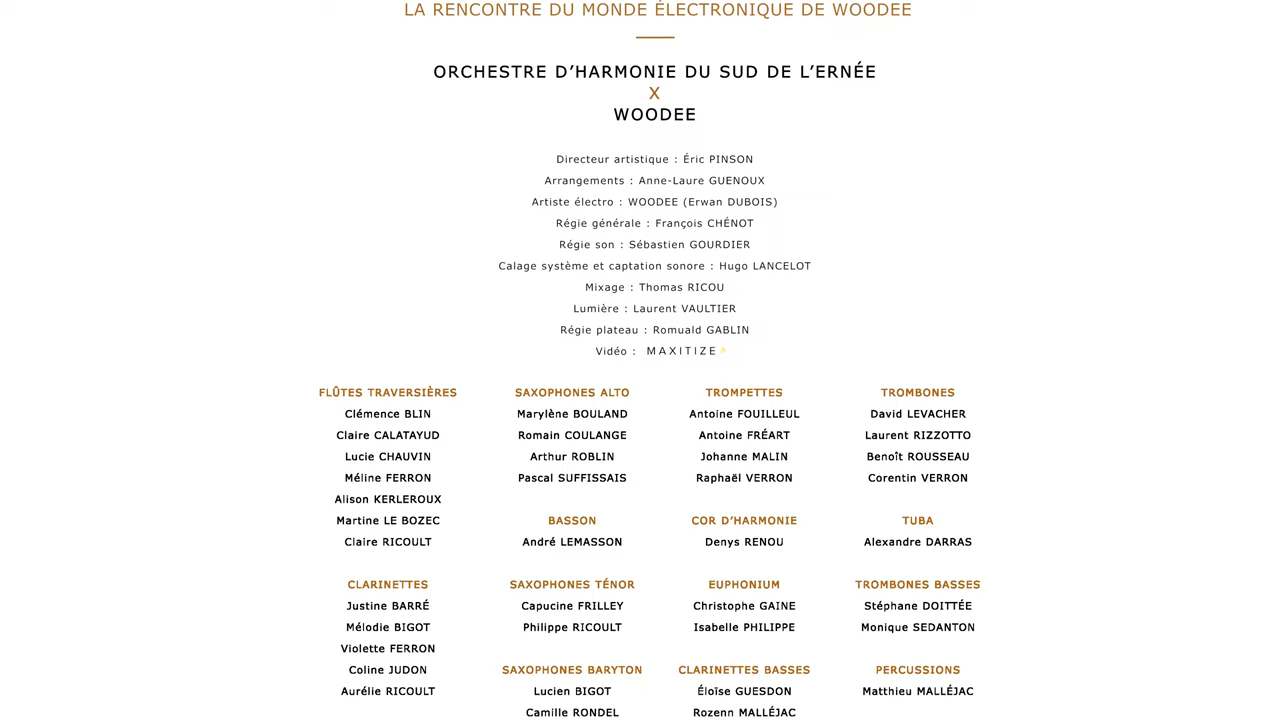 LA RENCONTRE DU MONDE ÉLECTRONIQUE DE WOODEE
ORCHESTRE D’HARMONIE DU SUD DE L’ERNÉE
X
WOODEE
Directeur artistique : Éric PINSON
Arrangements : Anne-Laure GUENOUX
Artiste électro : WOODEE (Erwan DUBOIS)
Régie générale : François CHÉNOT
Régie son : Sébastien GOURDIER
Calage système et captation sonore : Hugo LANCELOT
Mixage : Thomas RICOU
Lumière : Laurent VAULTIER
Régie plateau : Romuald GABLIN
Vidéo : MAXITIZE
FLÛTES TRAVERSIÈRES
Clémence BLIN
Claire CALATAYUD
Lucie CHAUVIN
Méline FERRON
Alison KERLEROUX
Martine LE BOZEC
Claire RICOULT
CLARINETTES
Justine BARRÉ
Mélodie BIGOT
Violette FERRON
Coline JUDON
Aurélie RICOULT
SAXOPHONES ALTO
Marylène BOULAND
Romain COULANGE
Arthur ROBLIN
Pascal SUFFISSAIS
BASSON
André LEMASSON
SAXOPHONES TÉNOR
Capucine FRILLEY
Philippe RICOULT
SAXOPHONES BARYTON
Lucien BIGOT
Camille RONDEL
TROMPETTES
Antoine FOUILLEUL
Antoine FRÉART
Johanne MALIN
Raphaël VERRON
COR D’HARMONIE
Denys RENOU
EUPHONIUM
Christophe GAINE
Isabelle PHILIPPE
CLARINETTES BASSES
Éloïse GUESDON
Rozenn MALLÉJAC
TROMBONES
David LEVACHER
Laurent RIZZOTTO
Benoît ROUSSEAU
Corentin VERRON
TUBA
Alexandre DARRAS
TROMBONES BASSES
Stéphane DOITTÉE
Monique SEDANTON
PERCUSSIONS
Matthieu MALLÉJAC